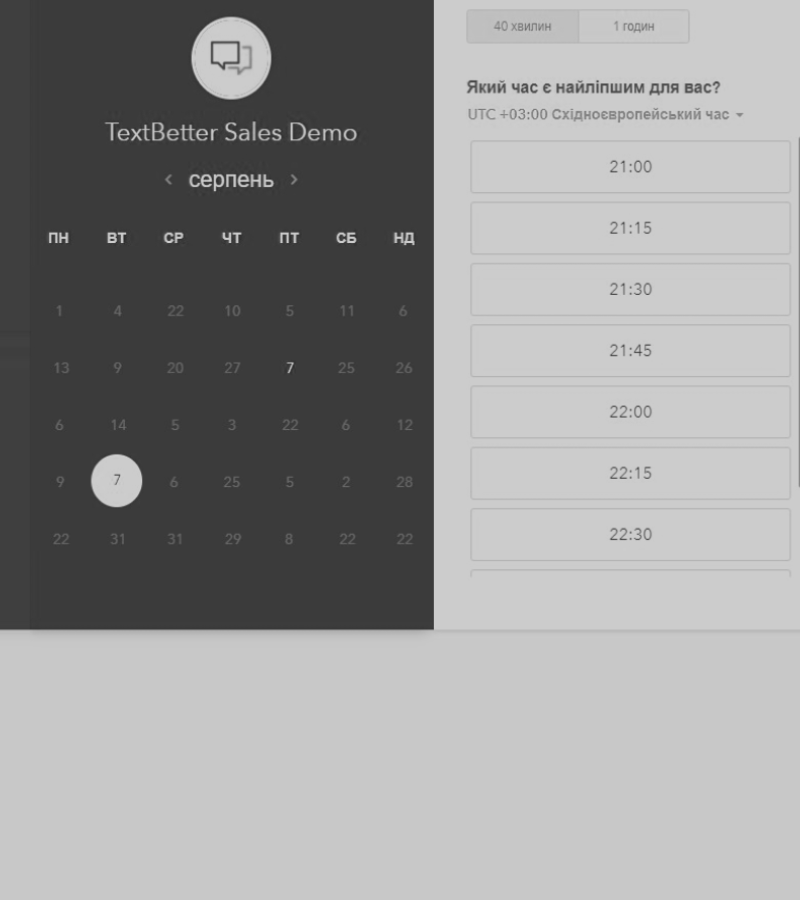 TextBetter Sales Demo
серпень
ПН ВТ СР ЧТ ПТ СБ НД
1 4 22 10 5 11 6
13 9 20 27 7 25 26
6 14 5 3 22 6 12
9 7 6 25 5 2 28
22 31 31 29 8 22 22
40 хвилин 1 годин
Який час є найліпшим для вас?
UTC +03:00 Східноєвропейський час
21:00
21:15
21:30
21:45
22:00
22:15
22:30